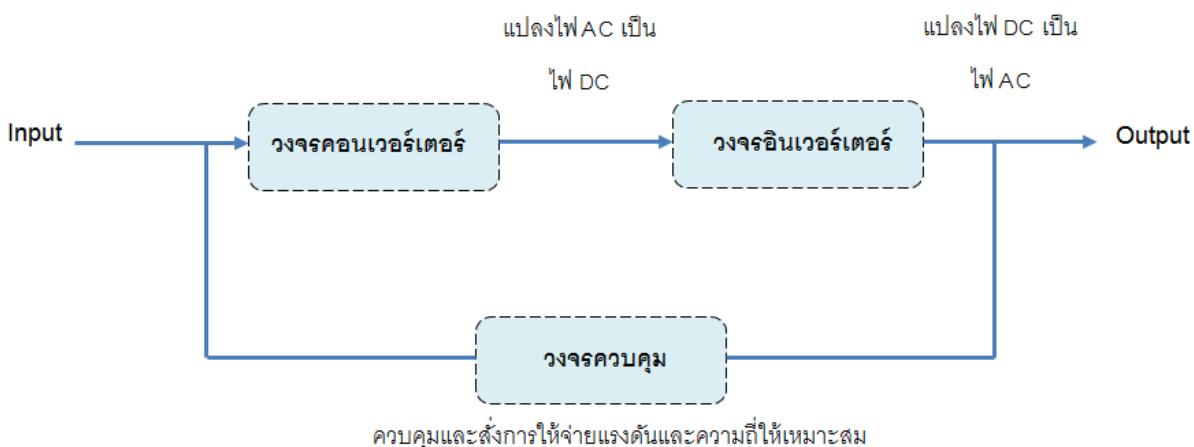 แปลงไฟ AC เป็น
ไฟ DC
แปลงไฟ DC เป็น
ไฟ AC
Input
วงจรคอนเวอร์เตอร์
วงจรอินเวอร์เตอร์
Output
วงจรควบคุม
ควบคุมและสั่งการให้จ่ายแรงดันและความถี่ให้เหมาะสม